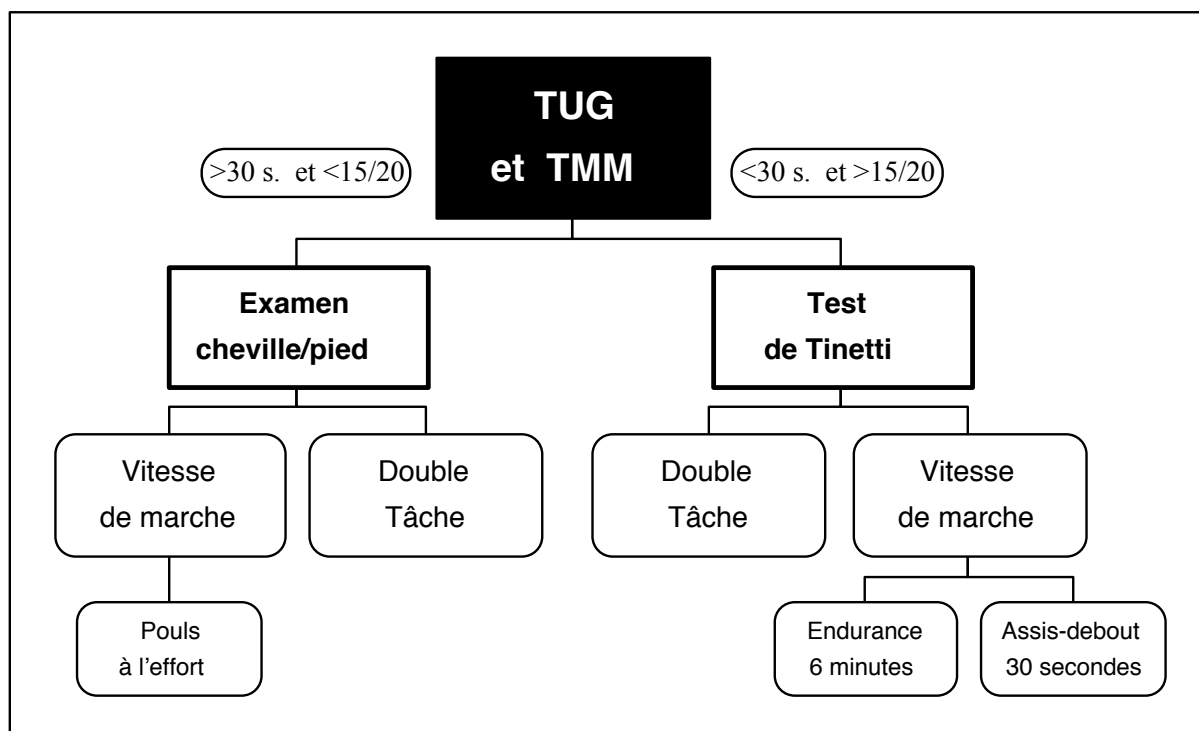 TUG
et TMM
>30 s. et <15/20
<30 s. et >15/20
Examen
cheville/pied
Test
de Tinetti
Vitesse
de marche
Double
Tâche
Double
Tâche
Vitesse
de marche
Pouls
à l'effort
Endurance
6 minutes
Assis-debout
30 secondes